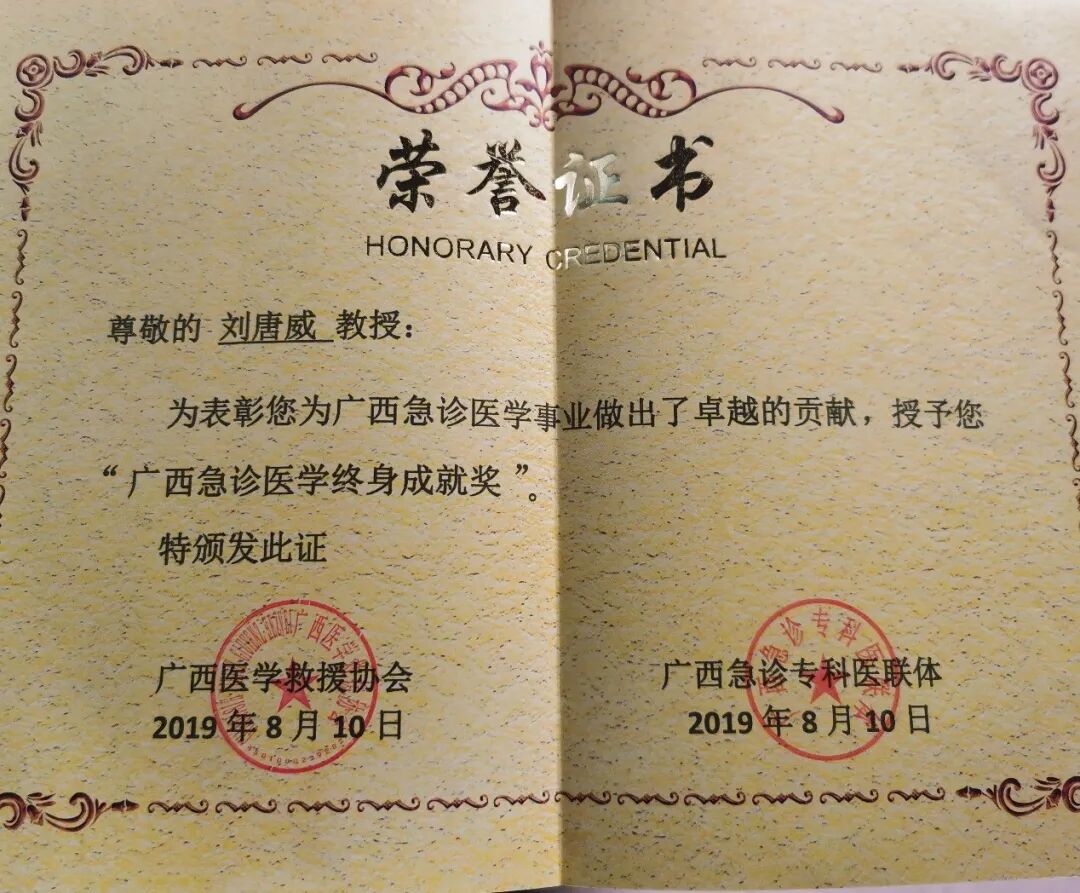 荣誉证书
HONORARY CREDENTIAL
尊敬的 刘唐威 教授：
为表彰您为广西急诊医学事业做出了卓越的贡献，授予您
“广西急诊医学终身成就奖”。
特颁发此证
广西医学救援协会
2019年8月10日
广西急诊专科医联体
2019年8月10日